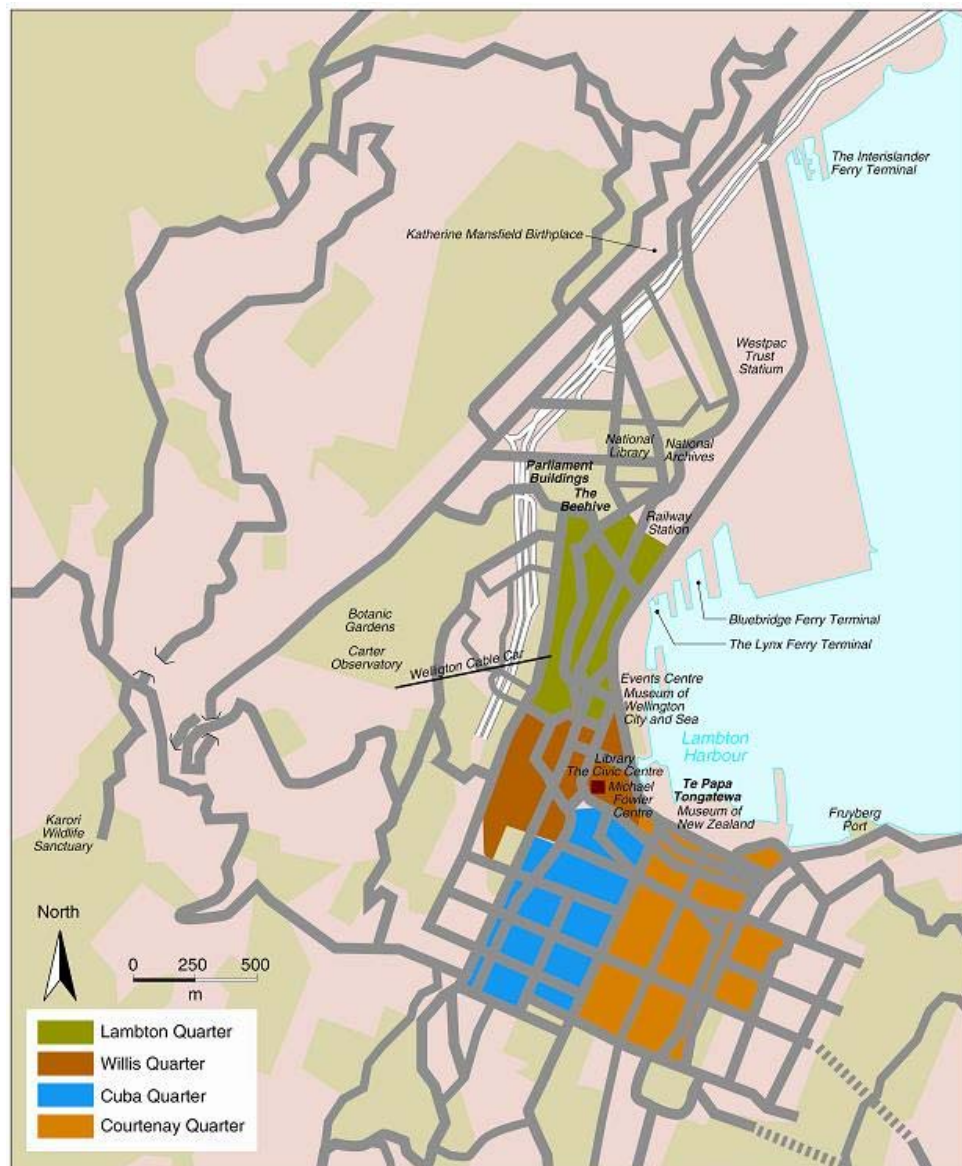 The Interislander
Ferry Terminal
Katherine Mansfield Birthplace
Westpac
Trust
Statium
National
Library
National
Archives
Parliament
Buildings
The
Beehive
Railway
Station
Botanic
Gardens
Carter
Observatory
Welligton Cable Car
Bluebridge Ferry Terminal
The Lynx Ferry Terminal
Events Centre
Museum of
Wellington
City and Sea
Lambton
Harbour
Library
The Civic Centre
Michael
Fowler
Centre
Te Papa
Tongatewa
Museum
of New Zealand
Fruyberg
Port
Karori
Wildlife
Sanctuary
North
0 250 500
m
Lambton Quarter
Willis Quarter
Cuba Quarter
Courtenay Quarter